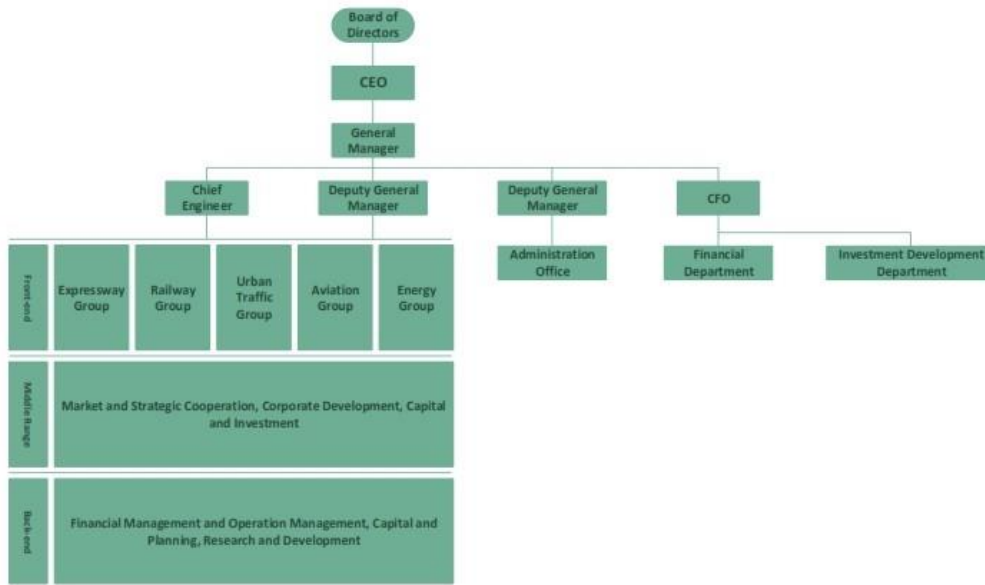 Board of
Directors
CEO
General
Manager
Chief
Engineer
Deputy General
Manager
Deputy General
Manager
CFO
Administration
Office
Financial
Department
Investment Development
Department
Front-end
Expressway
Group
Railway
Group
Urban
Traffic
Group
Aviation
Group
Energy
Group
Middle Range
Market and Strategic Cooperation, Corporate Development, Capital
and Investment
Back-end
Financial Management and Operation Management, Capital and
Planning, Research and Development